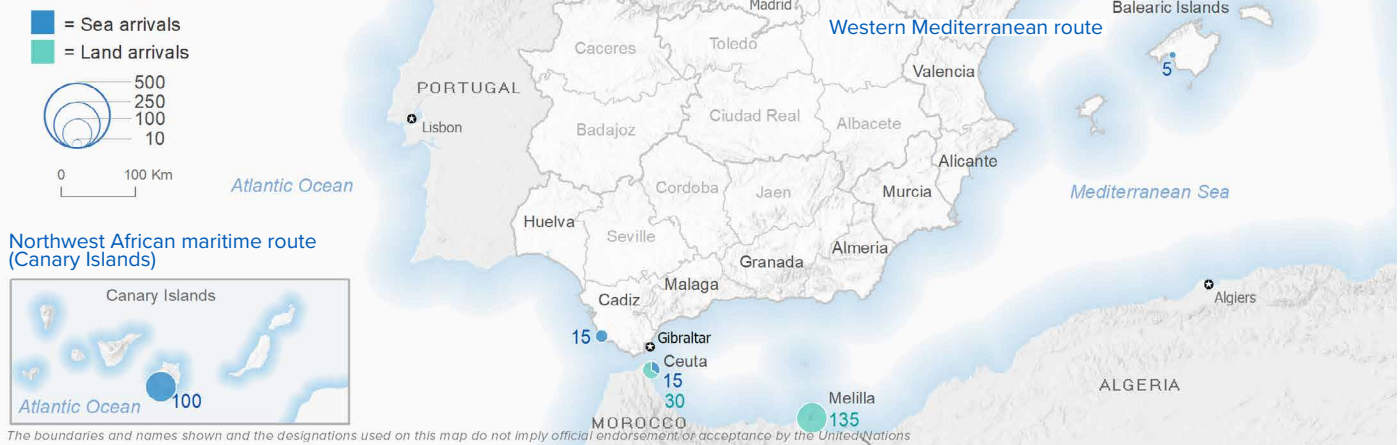 Madrid
Balearic Islands
= Sea arrivals
Western Mediterranean route
Caceres
Toledo
= Land arrivals
5
Valencia
500
PORTUGAL
250
100
Lisbon
Badajoz
Ciudad Real
Albacete
10
0 100 Km
Alicante
Atlantic Ocean
Cordoba
Jaen
Murcia
Mediterranean Sea
Huelva
Seville
Almeria
Northwest African maritime route
(Canary Islands)
Granada
Malaga
Canary Islands
Cadiz
Algiers
15
Gibraltar
Ceuta
15
30
ALGERIA
Melilla
135
100
Atlantic Ocean
MOROCCO
The boundaries and names shown and the designations used on this map do not imply official endorsement or acceptance by the United Nations